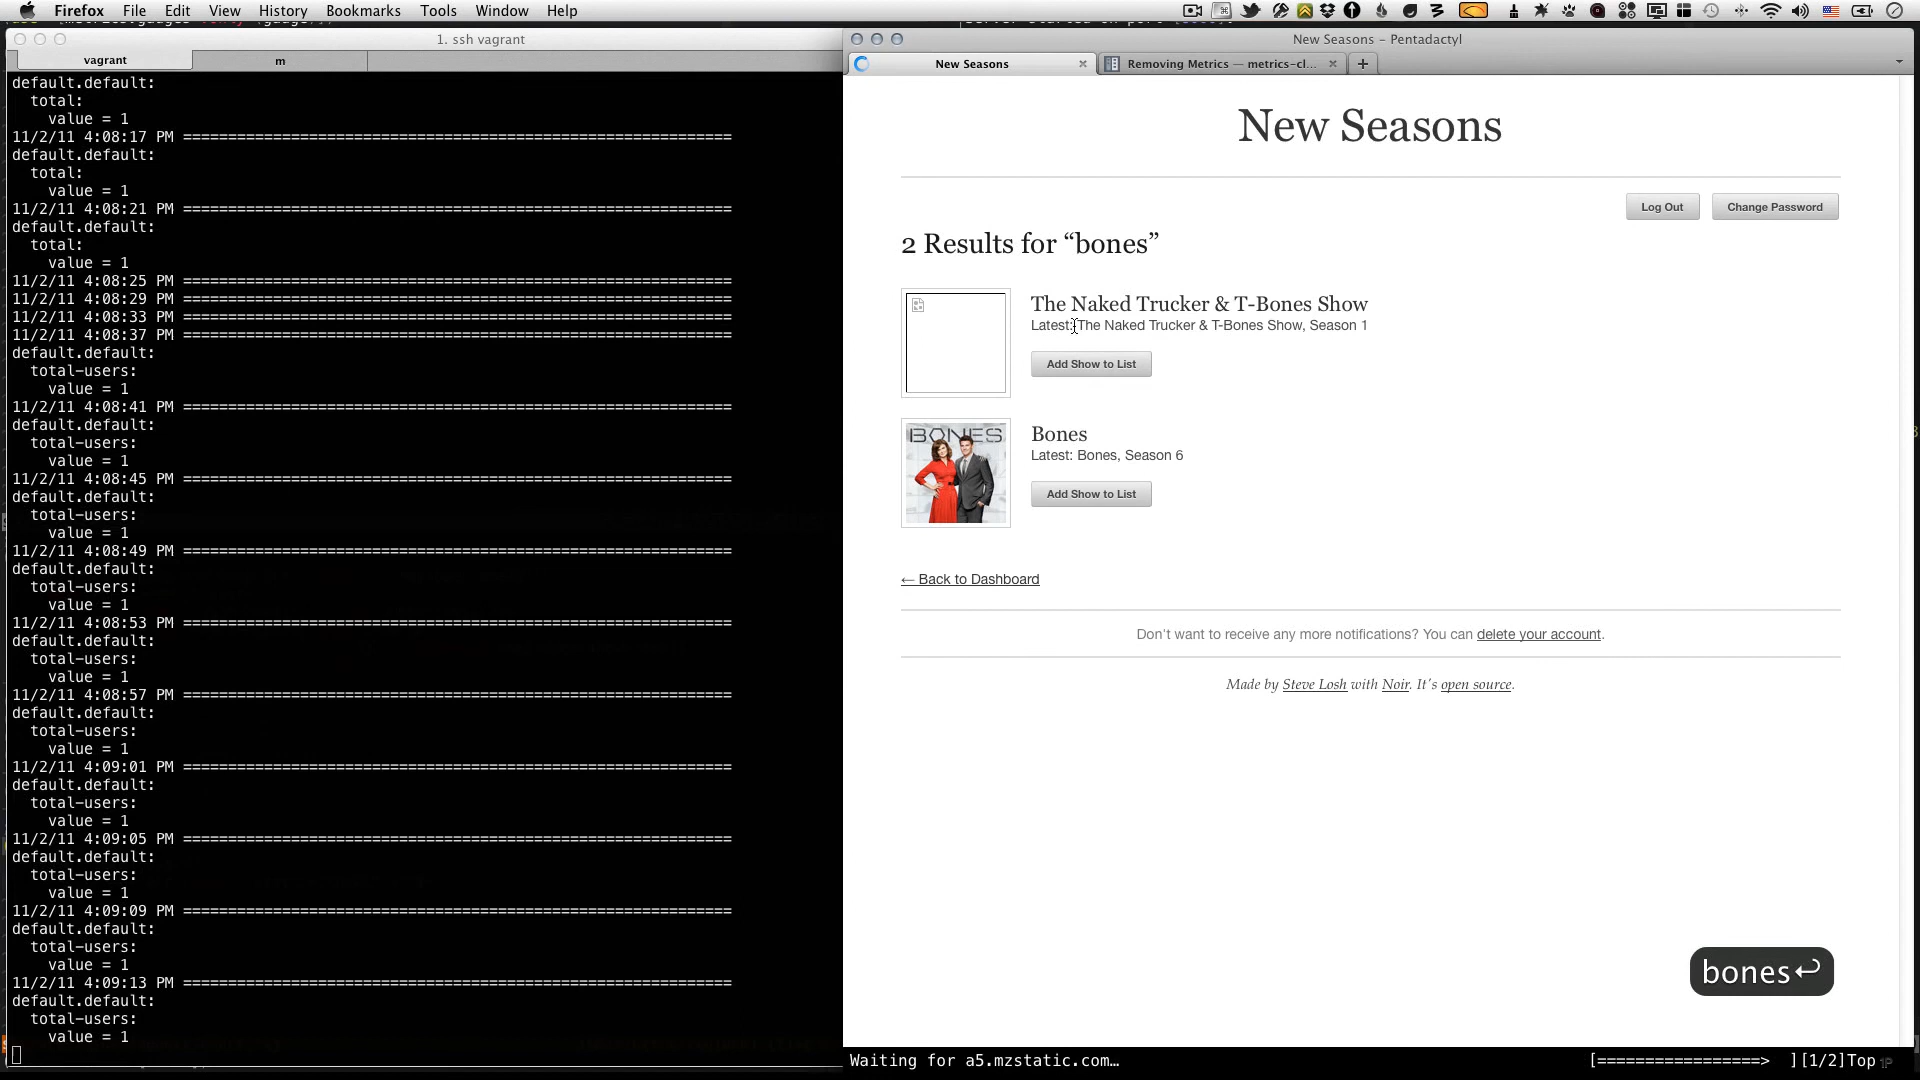 Firefox File Edit View History Bookmarks Tools Window Help
1. ssh vagrant
vagrant
m
default.default:
total:
value = 1
11/2/11 4:08:17 PM =============================================================
default.default:
total:
value = 1
11/2/11 4:08:21 PM =============================================================
default.default:
total:
value = 1
11/2/11 4:08:25 PM =============================================================
11/2/11 4:08:29 PM =============================================================
11/2/11 4:08:33 PM =============================================================
11/2/11 4:08:37 PM =============================================================
default.default:
total-users:
value = 1
11/2/11 4:08:41 PM =============================================================
default.default:
total-users:
value = 1
11/2/11 4:08:45 PM =============================================================
default.default:
total-users:
value = 1
11/2/11 4:08:49 PM =============================================================
default.default:
total-users:
value = 1
11/2/11 4:08:53 PM =============================================================
default.default:
total-users:
value = 1
11/2/11 4:08:57 PM =============================================================
default.default:
total-users:
value = 1
11/2/11 4:09:01 PM =============================================================
default.default:
total-users:
value = 1
11/2/11 4:09:05 PM =============================================================
default.default:
total-users:
value = 1
11/2/11 4:09:09 PM =============================================================
default.default:
total-users:
value = 1
11/2/11 4:09:13 PM =============================================================
default.default:
total-users:
value = 1
New Seasons - Pentadactyl
New Seasons
Removing Metrics — metrics-cl...
New Seasons
Log Out
Change Password
2 Results for “bones”
The Naked Trucker & T-Bones Show
Latest: The Naked Trucker & T-Bones Show, Season 1
Add Show to List
BONES
Bones
Latest: Bones, Season 6
Add Show to List
← Back to Dashboard
Don't want to receive any more notifications? You can delete your account.
Made by Steve Losh with Noir. It's open source.
bones↩
Waiting for a5.mzstatic.com…
[=================> ][1/2]Top